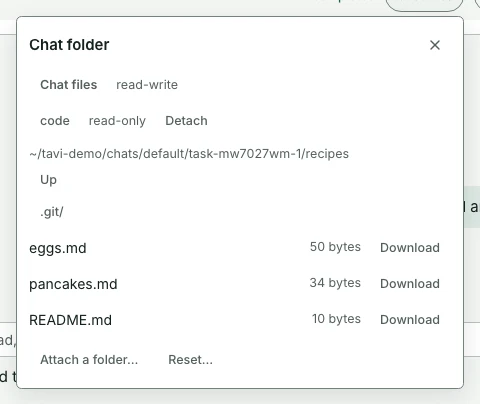 Chat folder
Chat files read-write
code read-only Detach
~/tavi-demo/chats/default/task-mw7027wm-1/recipes
Up
.git/
eggs.md 50 bytes Download
pancakes.md 34 bytes Download
README.md 10 bytes Download
Attach a folder... Reset...